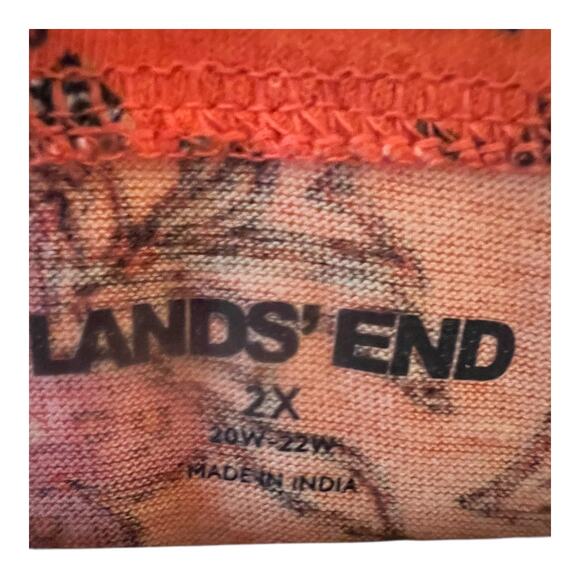 LANDS' END
2X
20W-22W
MADE IN INDIA